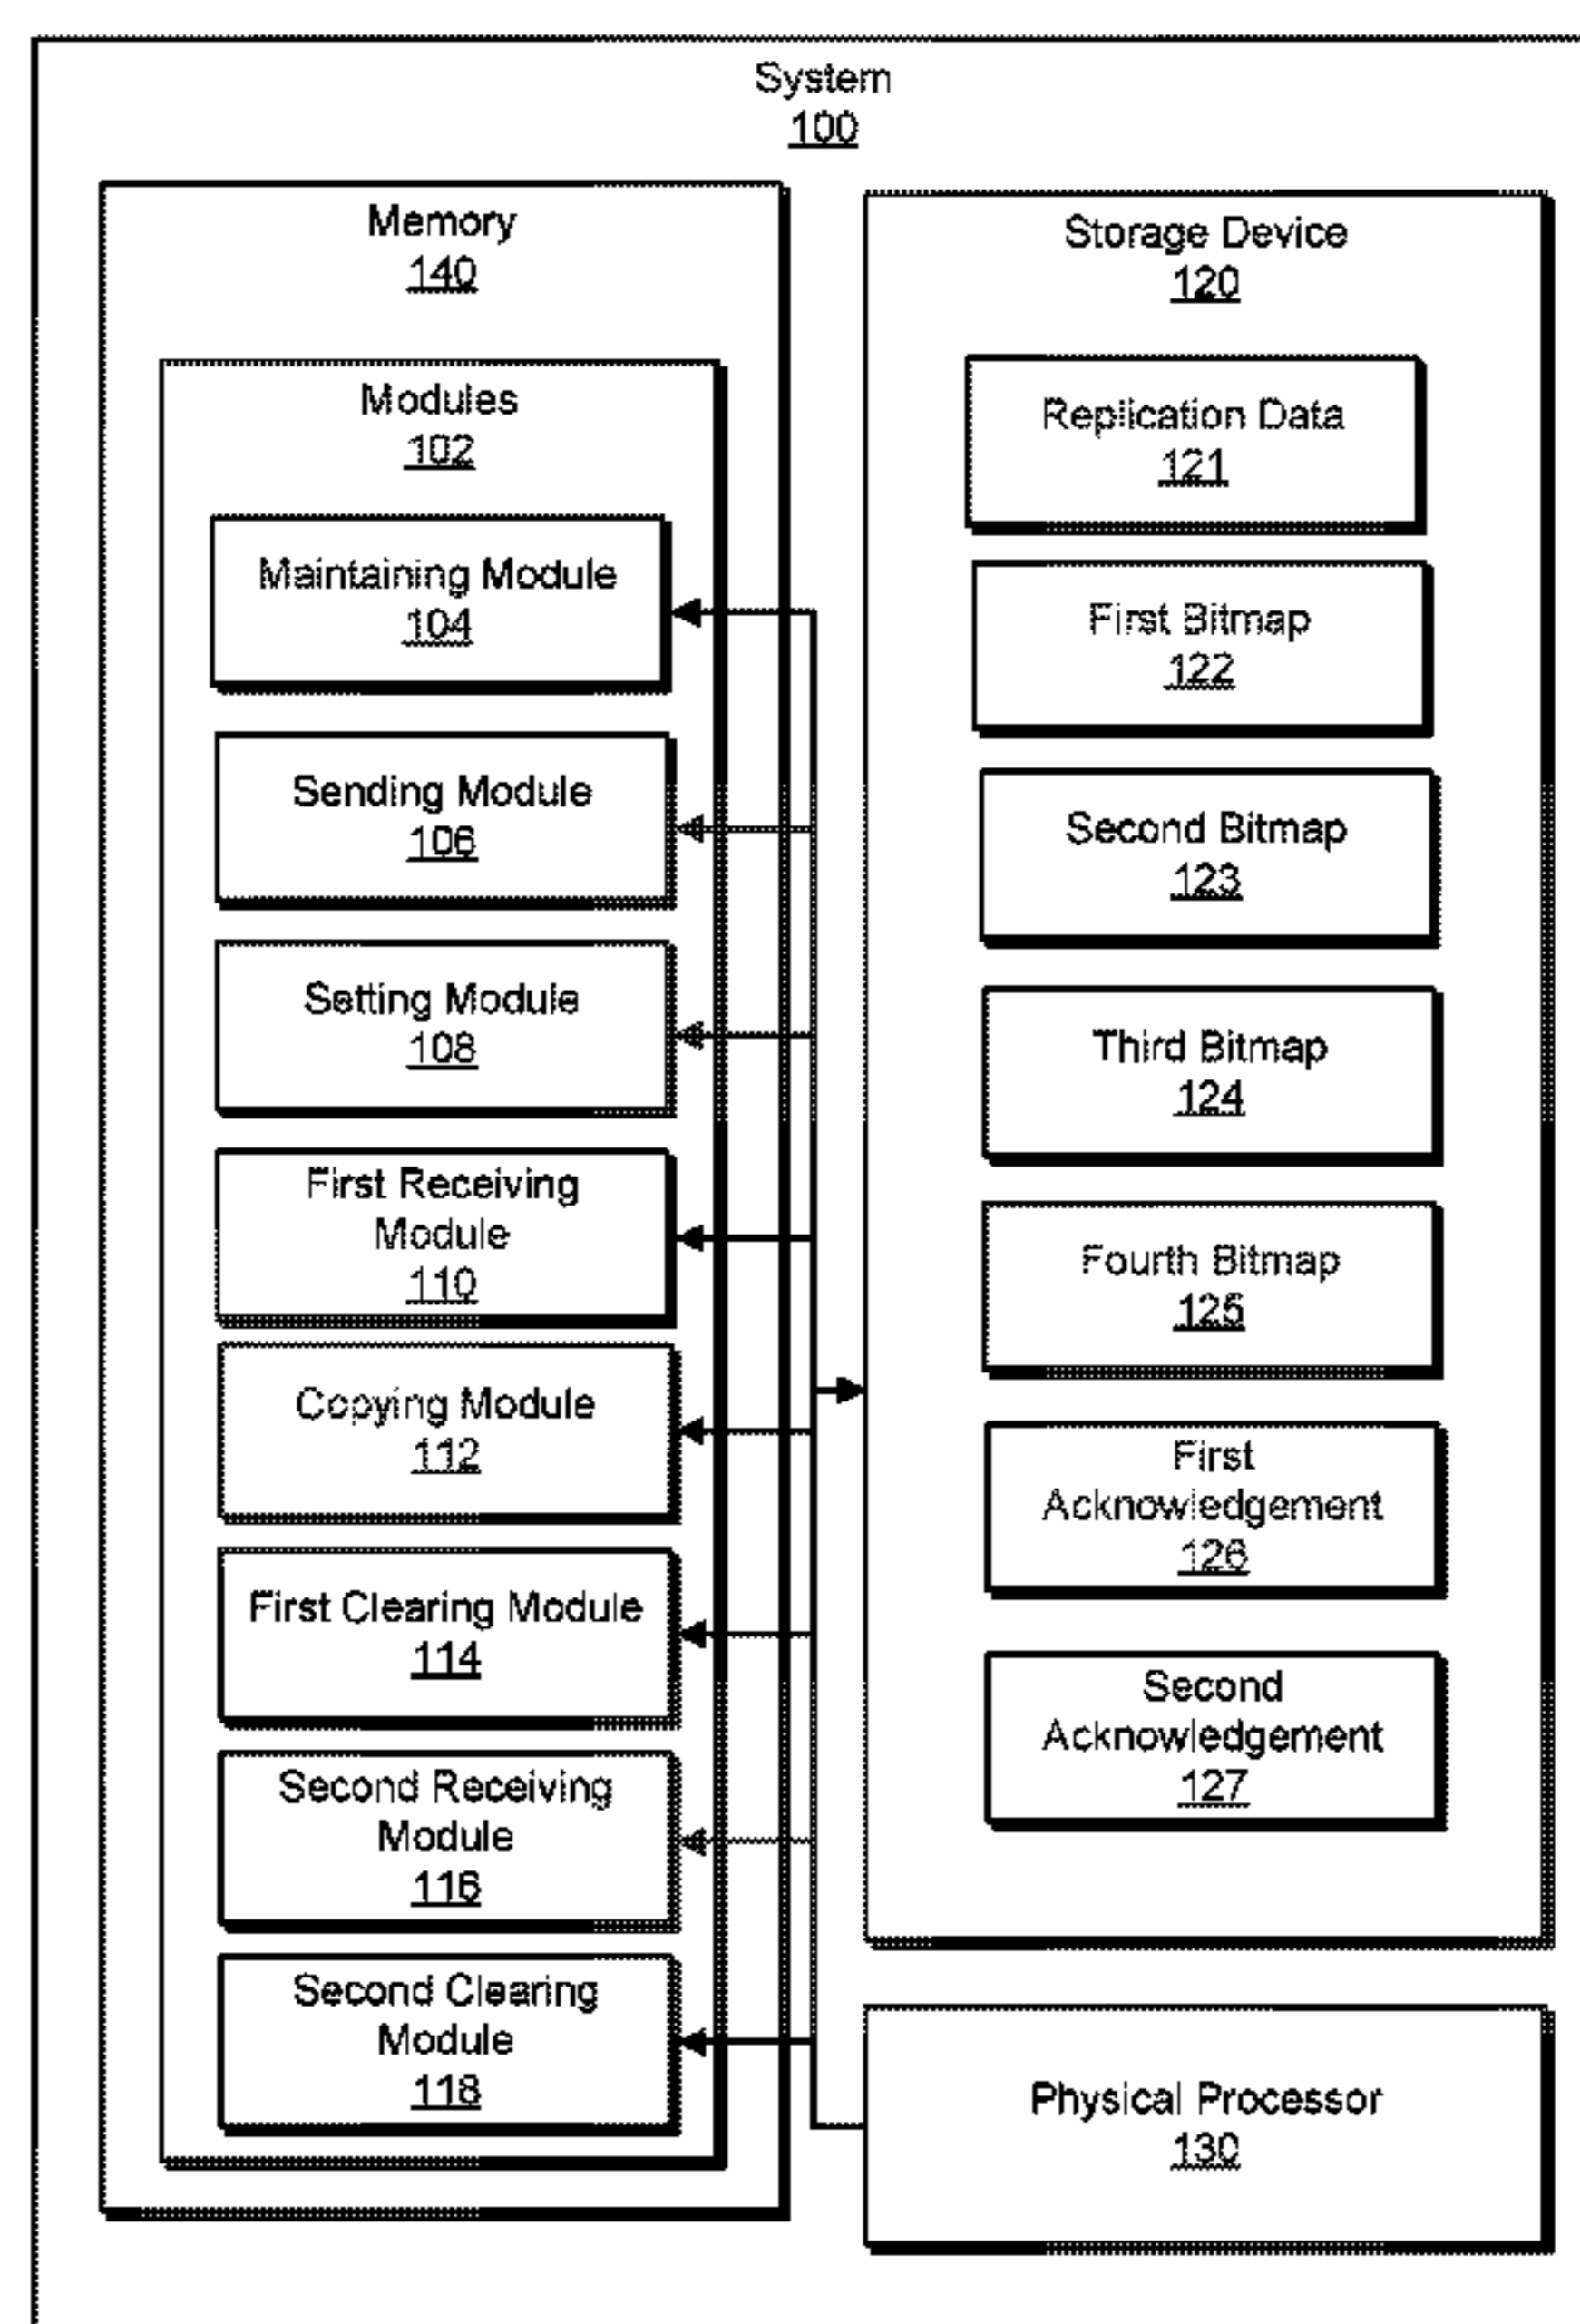 System
100
Memory
140
Modules
102
Maintaining Module
104
Sending Module
106
Setting Module
108
First Receiving
Module
110
Copying Module
112
First Clearing Module
114
Second Receiving
Module
116
Second Clearing
Module
118
Storage Device
120
Replication Data
121
First Bitmap
122
Second Bitmap
123
Third Bitmap
124
Fourth Bitmap
125
First
Acknowledgement
126
Second
Acknowledgement
127
Physical Processor
130